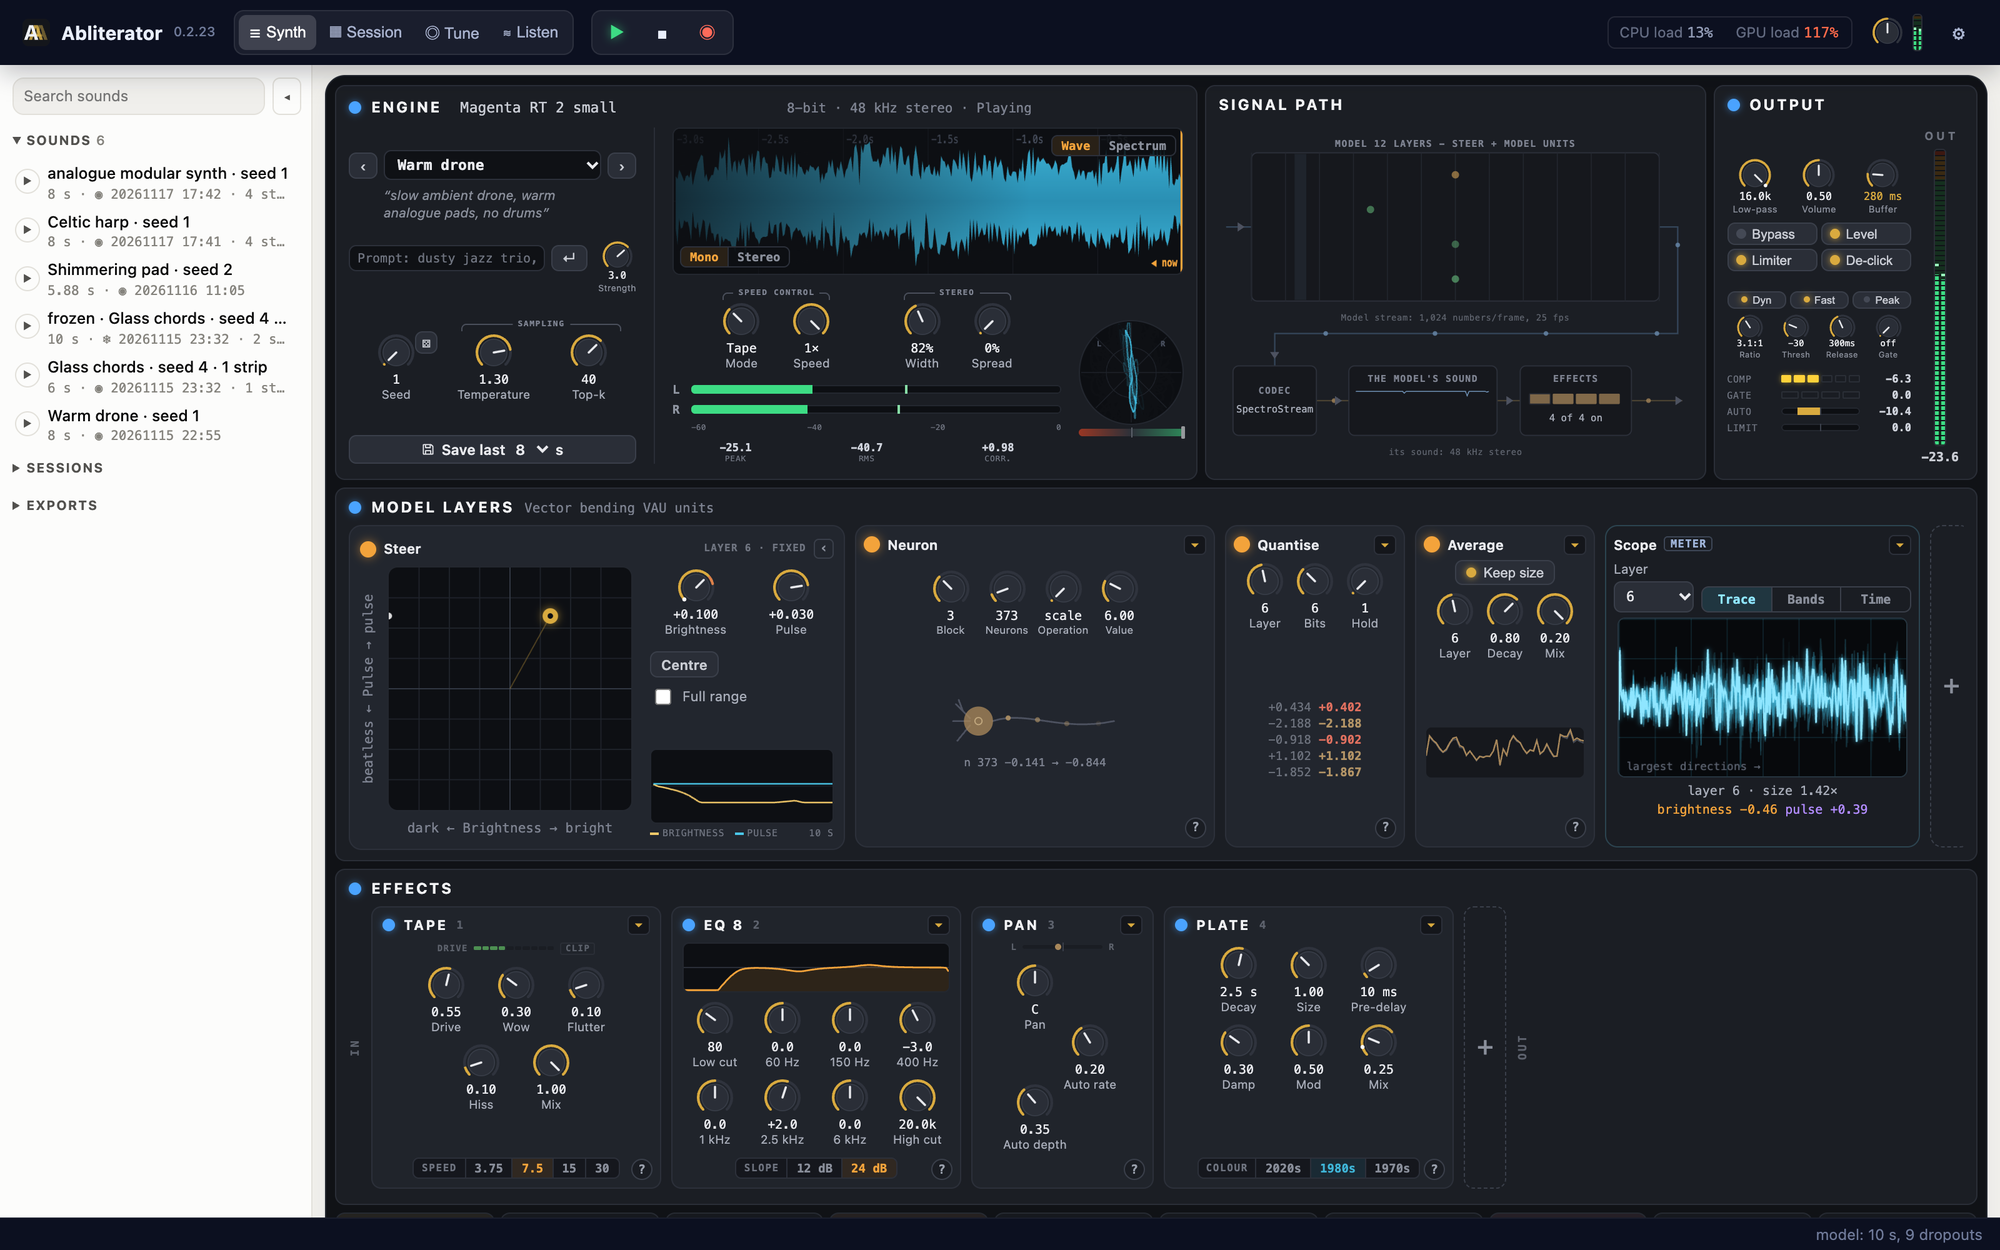 Abliterator 0.2.23
Synth Session Tune Listen
CPU load 13% GPU load 117%
Search sounds
SOUNDS 6
analogue modular synth · seed 1
8 s · 20261117 17:42 · 4 st…
Celtic harp · seed 1
8 s · 20261117 17:41 · 4 st…
Shimmering pad · seed 2
5.88 s · 20261116 11:05
frozen · Glass chords · seed 4 …
10 s · 20261115 23:32 · 2 s…
Glass chords · seed 4 · 1 strip
6 s · 20261115 23:32 · 1 st…
Warm drone · seed 1
8 s · 20261115 22:55
SESSIONS
EXPORTS
ENGINE Magenta RT 2 small
8-bit · 48 kHz stereo · Playing
Warm drone
“slow ambient drone, warm
analogue pads, no drums”
Prompt: dusty jazz trio,
3.0
Strength
SAMPLING
1 1.30 40
Seed Temperature Top-k
Save last 8 s
-3.0s -2.5s -2.0s -1.5s -1.0s
Wave Spectrum
Mono Stereo
now
SPEED CONTROL STEREO
Tape 1× 82% 0%
Mode Speed Width Spread
L R
L
R
-60 -40 -20 0
-25.1 -40.7 +0.98
PEAK RMS CORR.
SIGNAL PATH
MODEL 12 LAYERS – STEER + MODEL UNITS
Model stream: 1,024 numbers/frame, 25 fps
CODEC
SpectroStream
THE MODEL'S SOUND
EFFECTS
4 of 4 on
its sound: 48 kHz stereo
OUTPUT
OUT
16.0k 0.50 280 ms
Low-pass Volume Buffer
Bypass Level
Limiter De-click
Dyn Fast Peak
3.1:1 -30 300ms off
Ratio Thresh Release Gate
COMP -6.3
GATE 0.0
AUTO -10.4
LIMIT 0.0
-23.6
MODEL LAYERS Vector bending VAU units
Steer LAYER 6 · FIXED
beatless ← Pulse → pulse
dark ← Brightness → bright
+0.100 +0.030
Brightness Pulse
Centre
Full range
BRIGHTNESS PULSE 10 S
Neuron
3 373 scale 6.00
Block Neurons Operation Value
n 373 -0.141 → -0.844
?
Quantise
6 6 1
Layer Bits Hold
+0.434 +0.402
-2.188 -2.188
-0.918 -0.902
+1.102 +1.102
-1.852 -1.867
?
Average
Keep size
6 0.80 0.20
Layer Decay Mix
?
Scope METER
Layer
6 Trace Bands Time
largest directions →
layer 6 · size 1.42×
brightness -0.46 pulse +0.39
+
EFFECTS
IN
TAPE 1
DRIVE CLIP
0.55 0.30 0.10
Drive Wow Flutter
0.10 1.00
Hiss Mix
SPEED 3.75 7.5 15 30 ?
EQ 8 2
80 0.0 0.0 -3.0
Low cut 60 Hz 150 Hz 400 Hz
0.0 +2.0 0.0 20.0k
1 kHz 2.5 kHz 6 kHz High cut
SLOPE 12 dB 24 dB ?
PAN 3
L R
C
Pan
0.20
Auto rate
0.35
Auto depth
?
PLATE 4
2.5 s 1.00 10 ms
Decay Size Pre-delay
0.30 0.50 0.25
Damp Mod Mix
COLOUR 2020s 1980s 1970s ?
+
OUT
model: 10 s, 9 dropouts